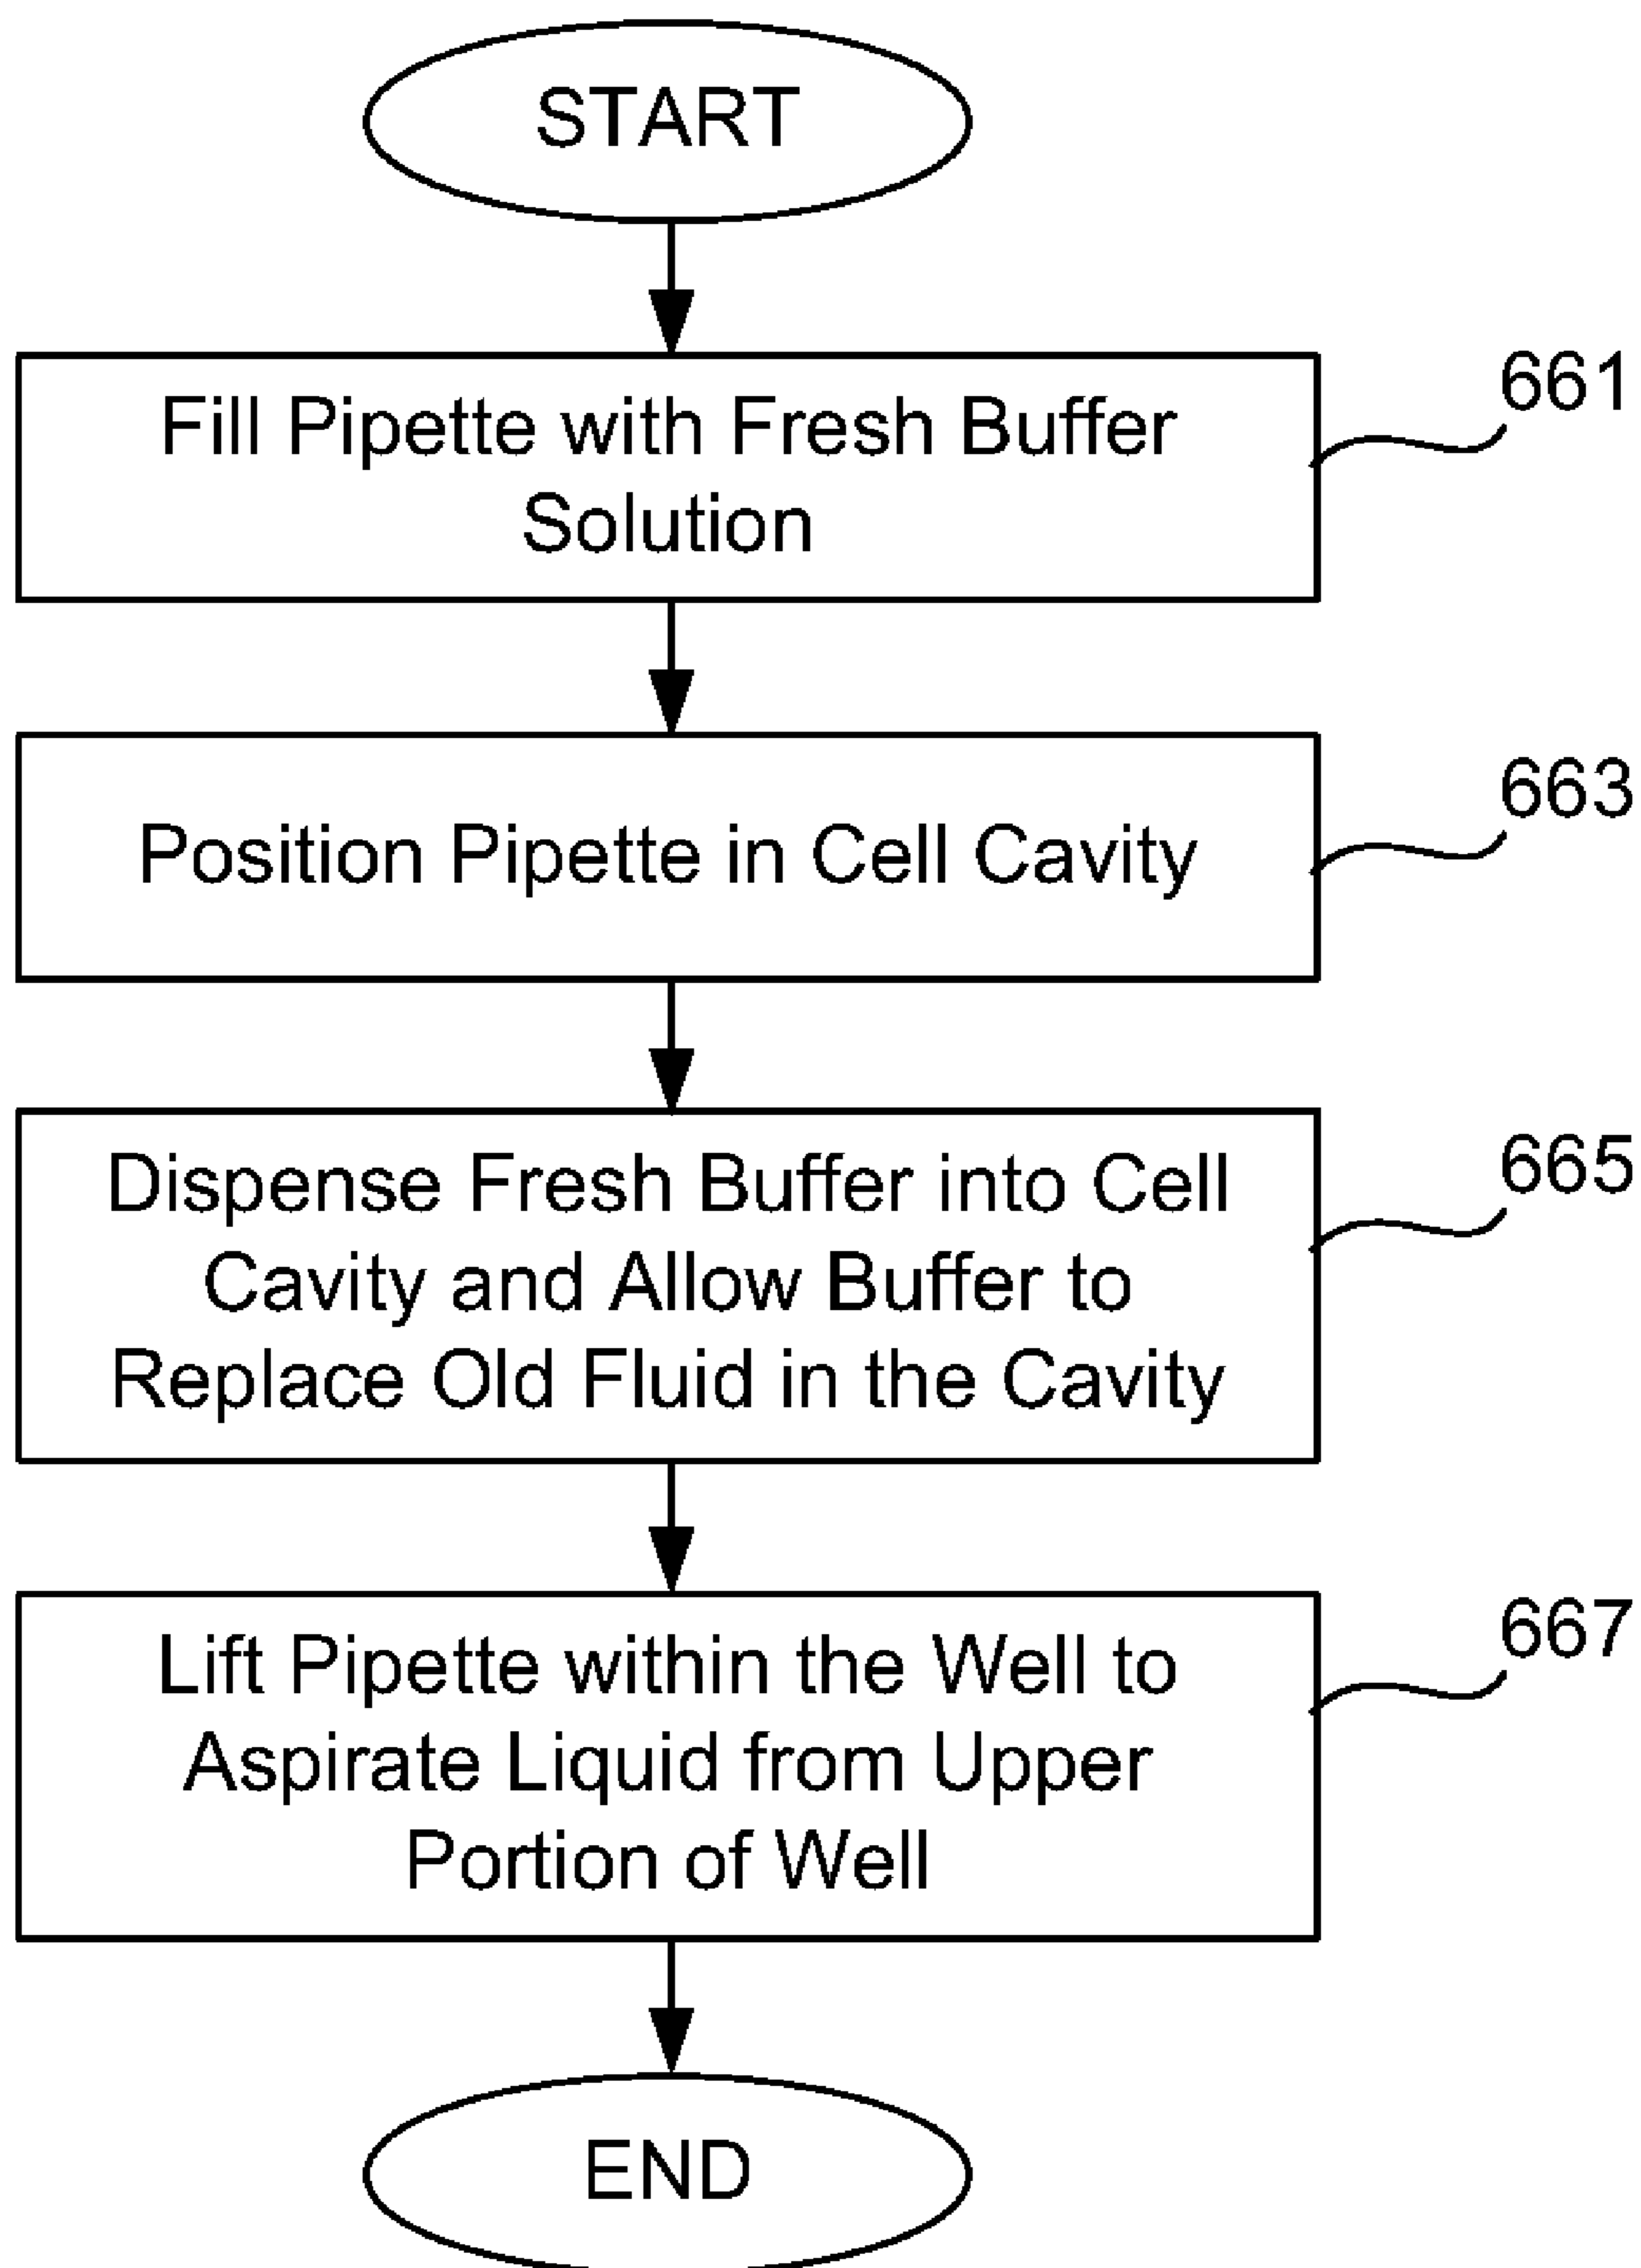 START
Fill Pipette with Fresh Buffer
Solution
661
Position Pipette in Cell Cavity
663
Dispense Fresh Buffer into Cell
Cavity and Allow Buffer to
Replace Old Fluid in the Cavity
665
Lift Pipette within the Well to
Aspirate Liquid from Upper
Portion of Well
667
END